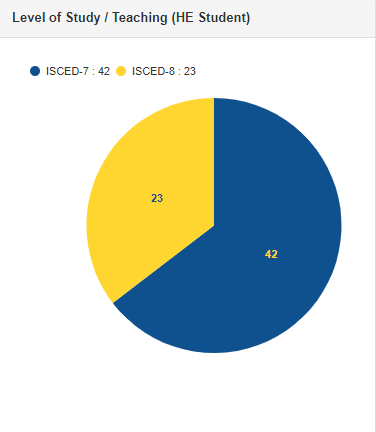 Level of Study / Teaching (HE Student)
ISCED-7 : 42 ISCED-8 : 23
23
42